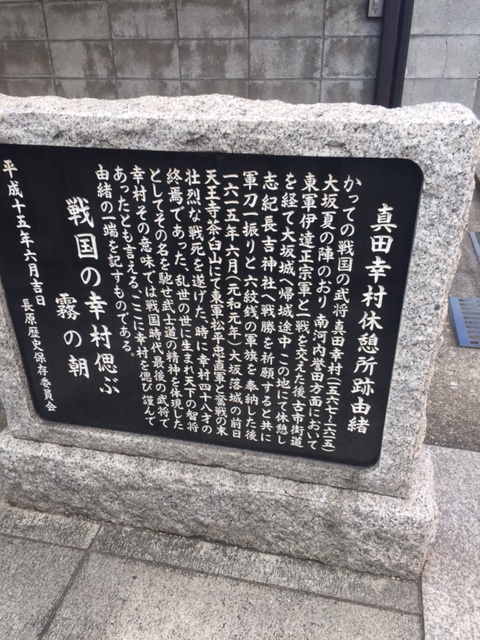 真田幸村休憩所跡由緒
かっての戦国の武将真田幸村(一五六七~一六一五)
大坂夏の陣のおり南河内誉田方面において
東軍伊達正宗軍と一戦を交えた後古市街道
を経て大坂城へ帰城途中この地にて休憩し
志紀長吉神社へ戦勝を祈願すると共に
軍刀一振りと六紋銭の軍旗を奉納した後
一六一五年六月(元和元年)大坂落城の前日
天王寺茶臼山にて東軍松平忠直軍と奮戦の末
壮烈な戦死を遂げた、時に幸村四十八才の
終焉であった、乱世の世に生まれ天下の智将
としてその名を馳せ武士道の精神を体現した
幸村その意味では戦国時代最後の武将で
あったとも言える、ここに幸村を偲び謹んで
由緒の一端を記すものである。
戦国の幸村偲ぶ
霧の朝
平成十五年六月吉日
長原歴史保存委員会